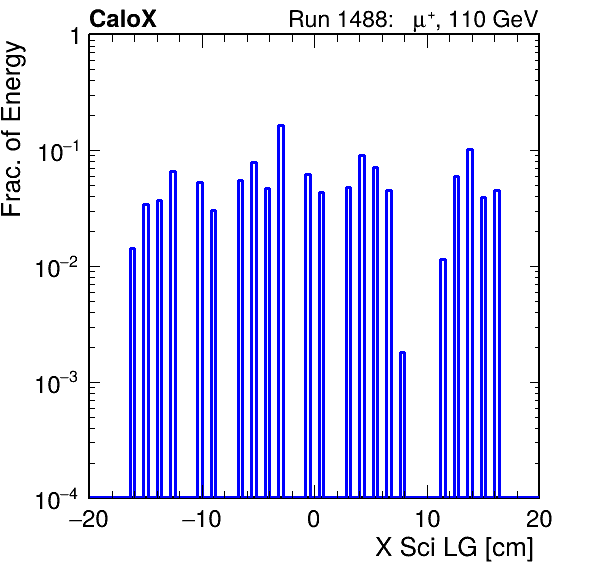 CaloX Run 1488: μ⁺, 110 GeV
Frac. of Energy
1
10⁻¹
10⁻²
10⁻³
10⁻⁴
−20 −10 0 10 20
X Sci LG [cm]